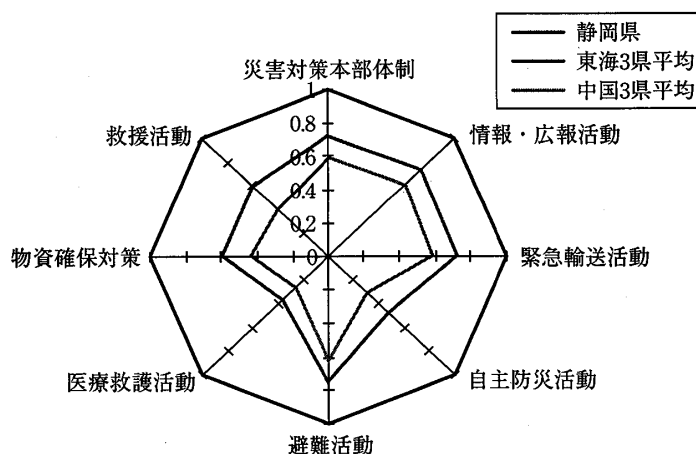 静岡県
東海3県平均
中国3県平均
災害対策本部体制
情報・広報活動
緊急輸送活動
自主防災活動
避難活動
医療救護活動
物資確保対策
救援活動
1
0.8
0.6
0.4
0.2
0